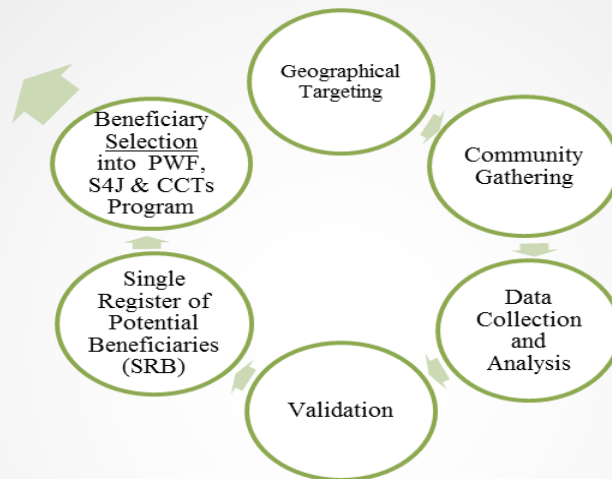 Geographical
Targeting
Community
Gathering
Data
Collection
and
Analysis
Validation
Single
Register of
Potential
Beneficiaries
(SRB)
Beneficiary
Selection
into PWF,
S4J & CCTs
Program